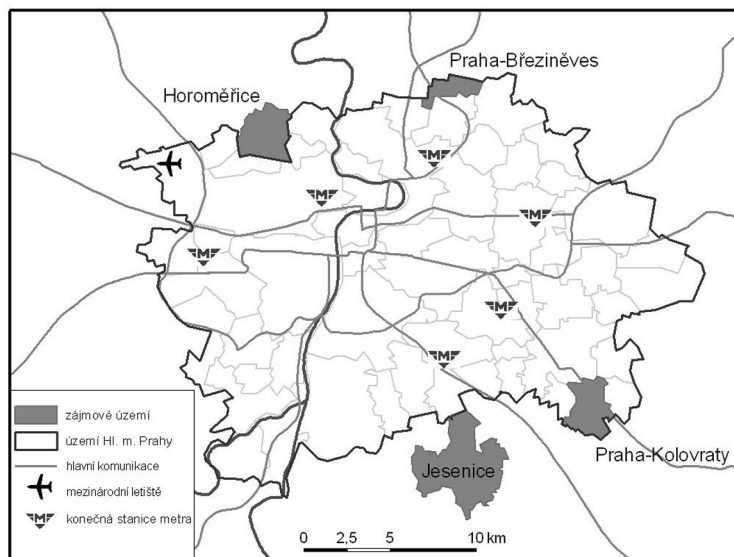 Praha-Březiněves
Horoměřice
M
M
M
M
M
M
Jesenice
Praha-Kolovraty
zájmové území
území Hl. m. Prahy
hlavní komunikace
mezinárodní letiště
M konečná stanice metra
0 2,5 5 10 km